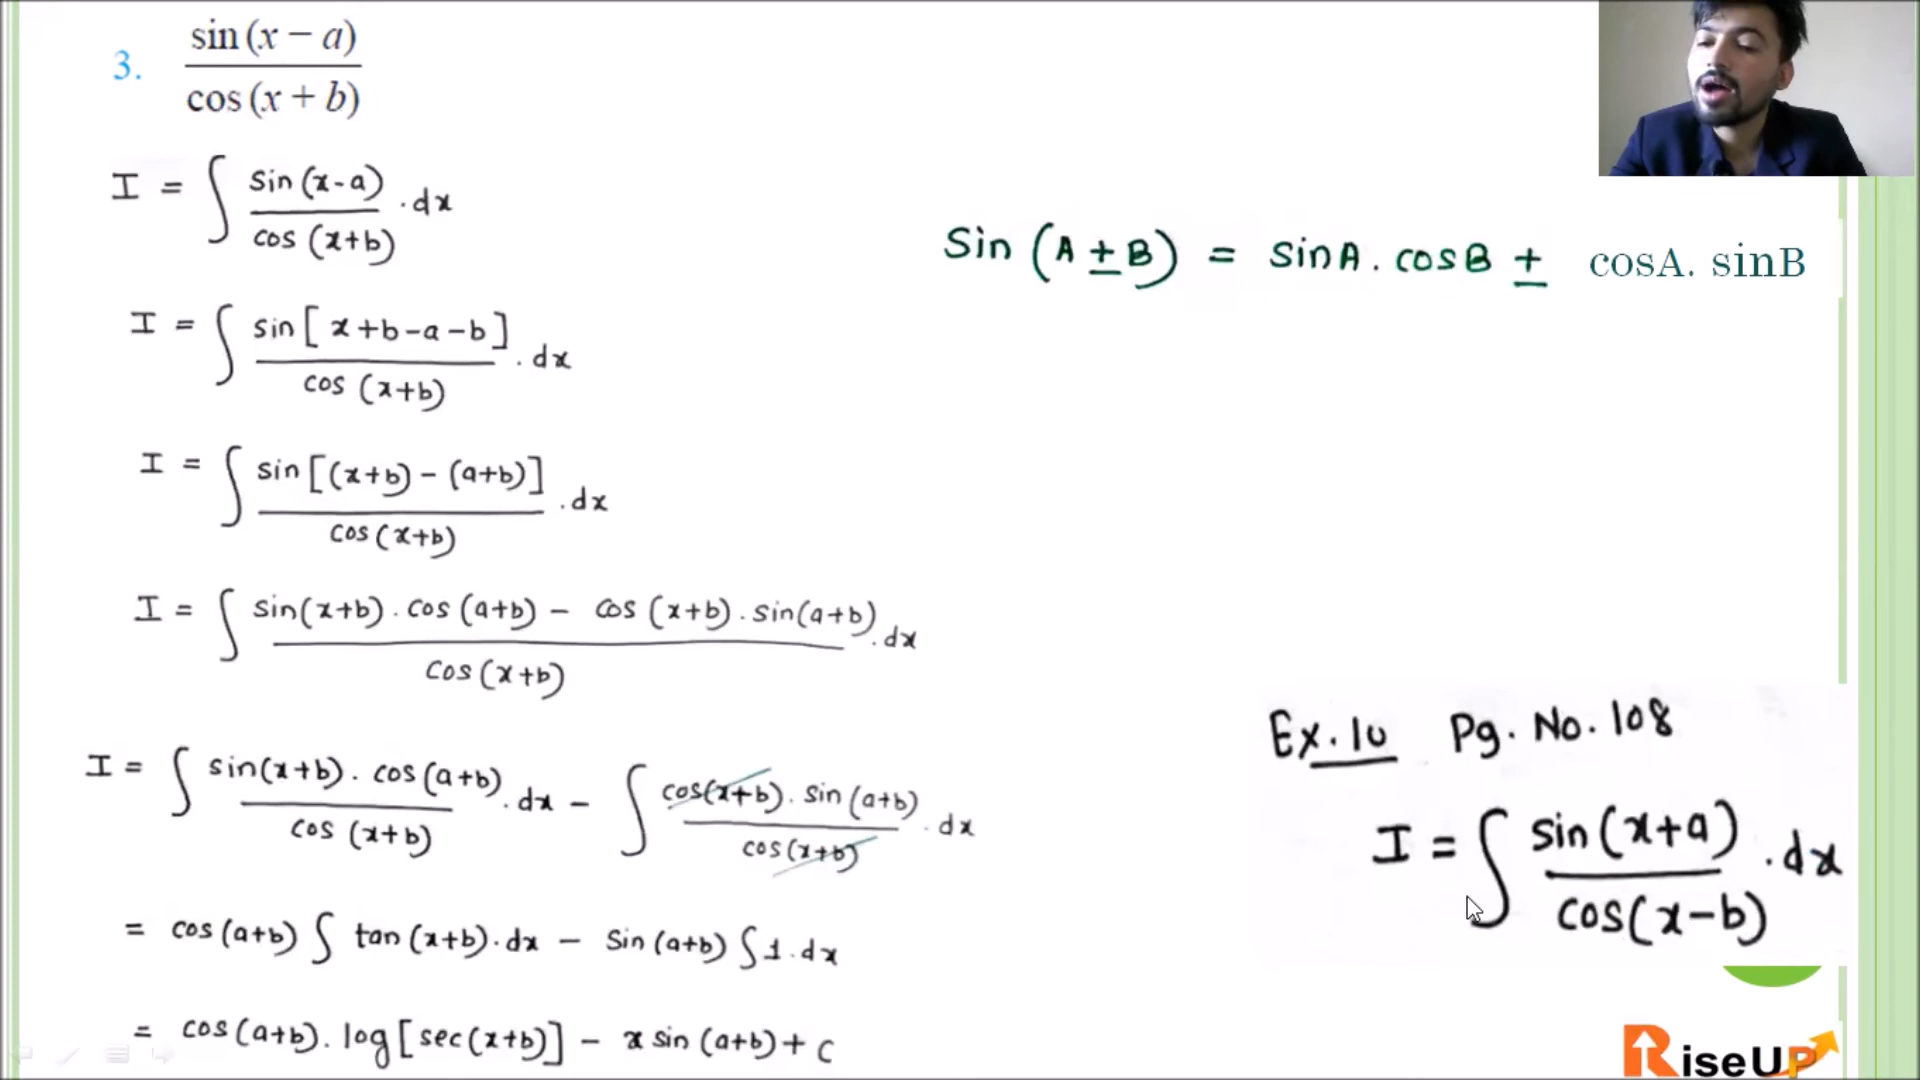 3. sin (x − a) / cos (x + b)
I = ∫ sin (x-a) / cos (x+b) . dx
I = ∫ sin [ x+b-a-b] / cos (x+b) . dx
I = ∫ sin [(x+b) - (a+b)] / cos (x+b) . dx
I = ∫ sin(x+b) . cos (a+b) - cos (x+b) . sin(a+b) / cos (x+b) . dx
I = ∫ sin(x+b) . cos (a+b) / cos (x+b) . dx - ∫ cos(x+b) . sin (a+b) / cos (x+b) . dx
= cos (a+b) ∫ tan (x+b) . dx - sin (a+b) ∫ 1 . dx
= cos (a+b) . log [sec (x+b)] - x sin (a+b) + c
Sin (A ± B) = sinA . cosB ± cosA. sinB
Ex. 10 Pg. No. 108
I = ∫ sin (x+a) / cos(x-b) . dx
RiseUP